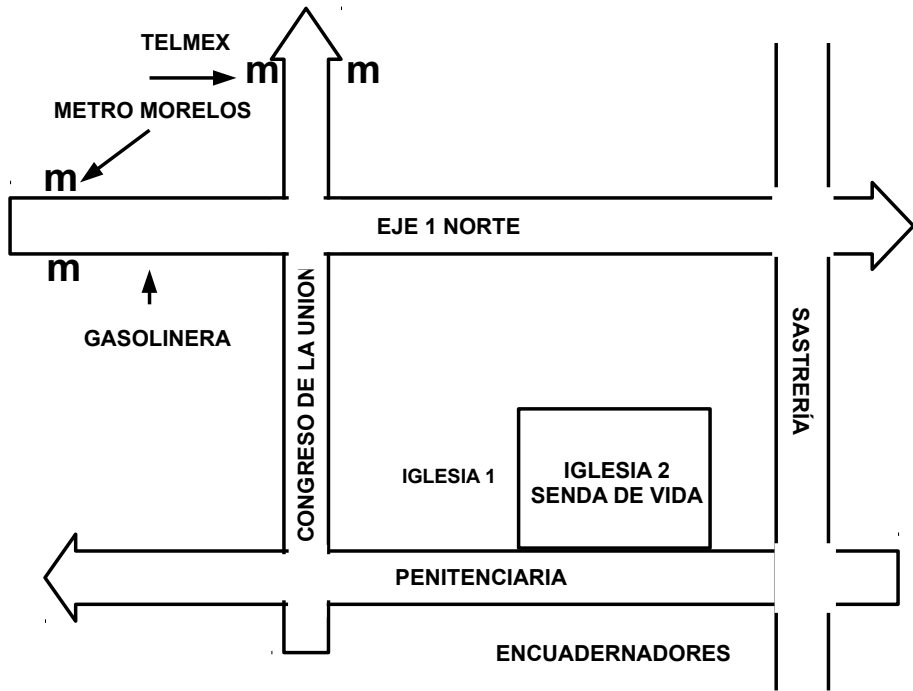 TELMEX
m
m
METRO MORELOS
m
EJE 1 NORTE
m
GASOLINERA
CONGRESO DE LA UNION
SASTRERÍA
IGLESIA 1
IGLESIA 2
SENDA DE VIDA
PENITENCIARIA
ENCUADERNADORES